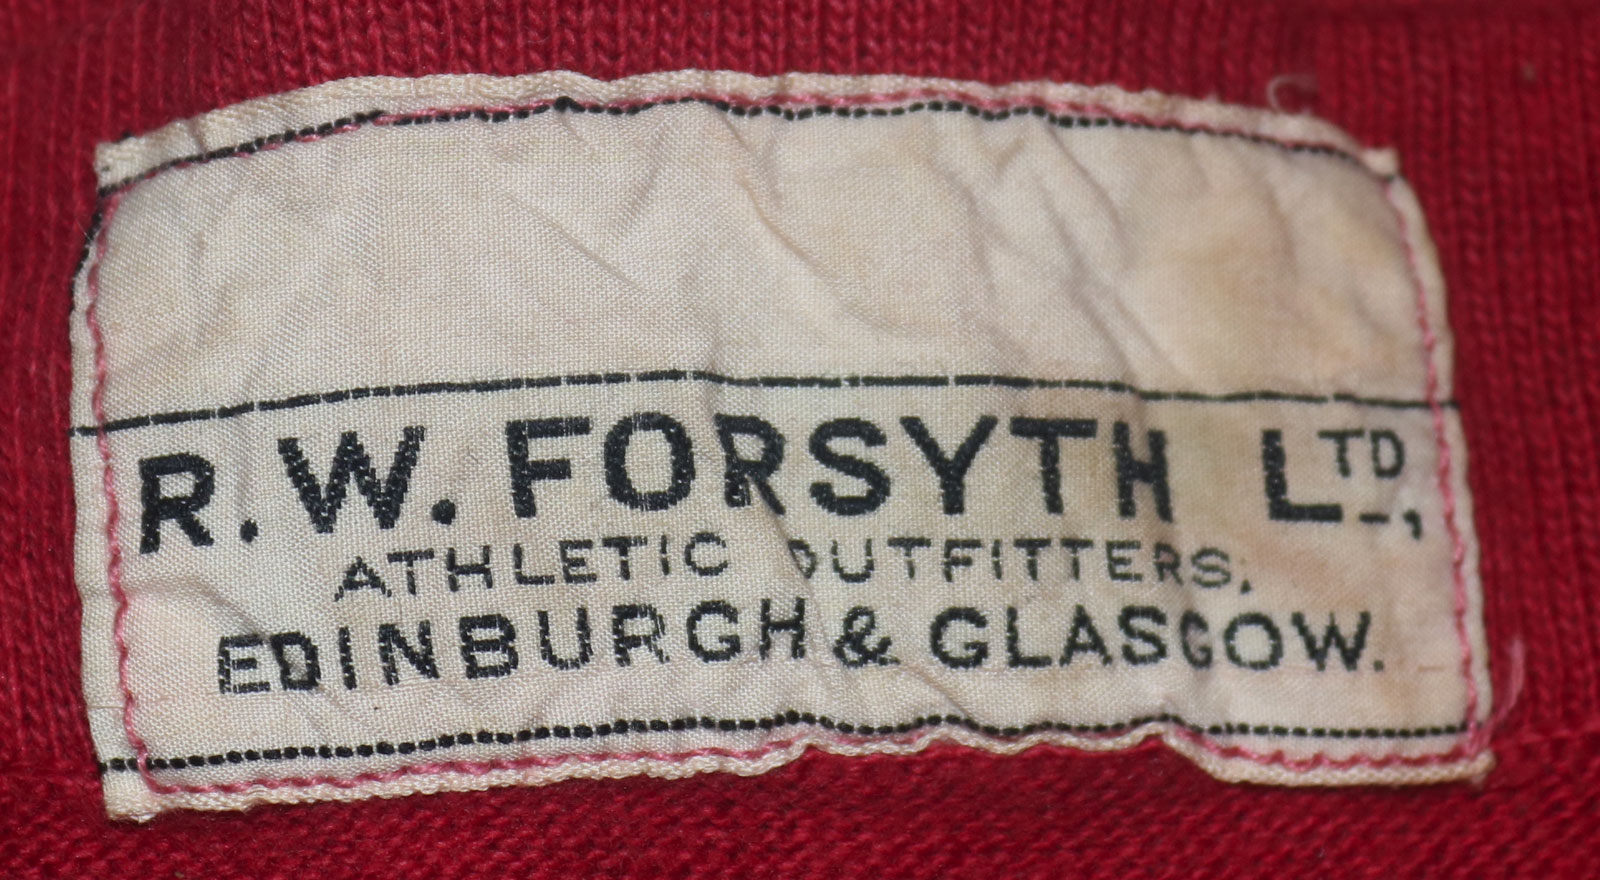 R.W. FORSYTH LTD,
ATHLETIC OUTFITTERS,
EDINBURGH & GLASGOW.